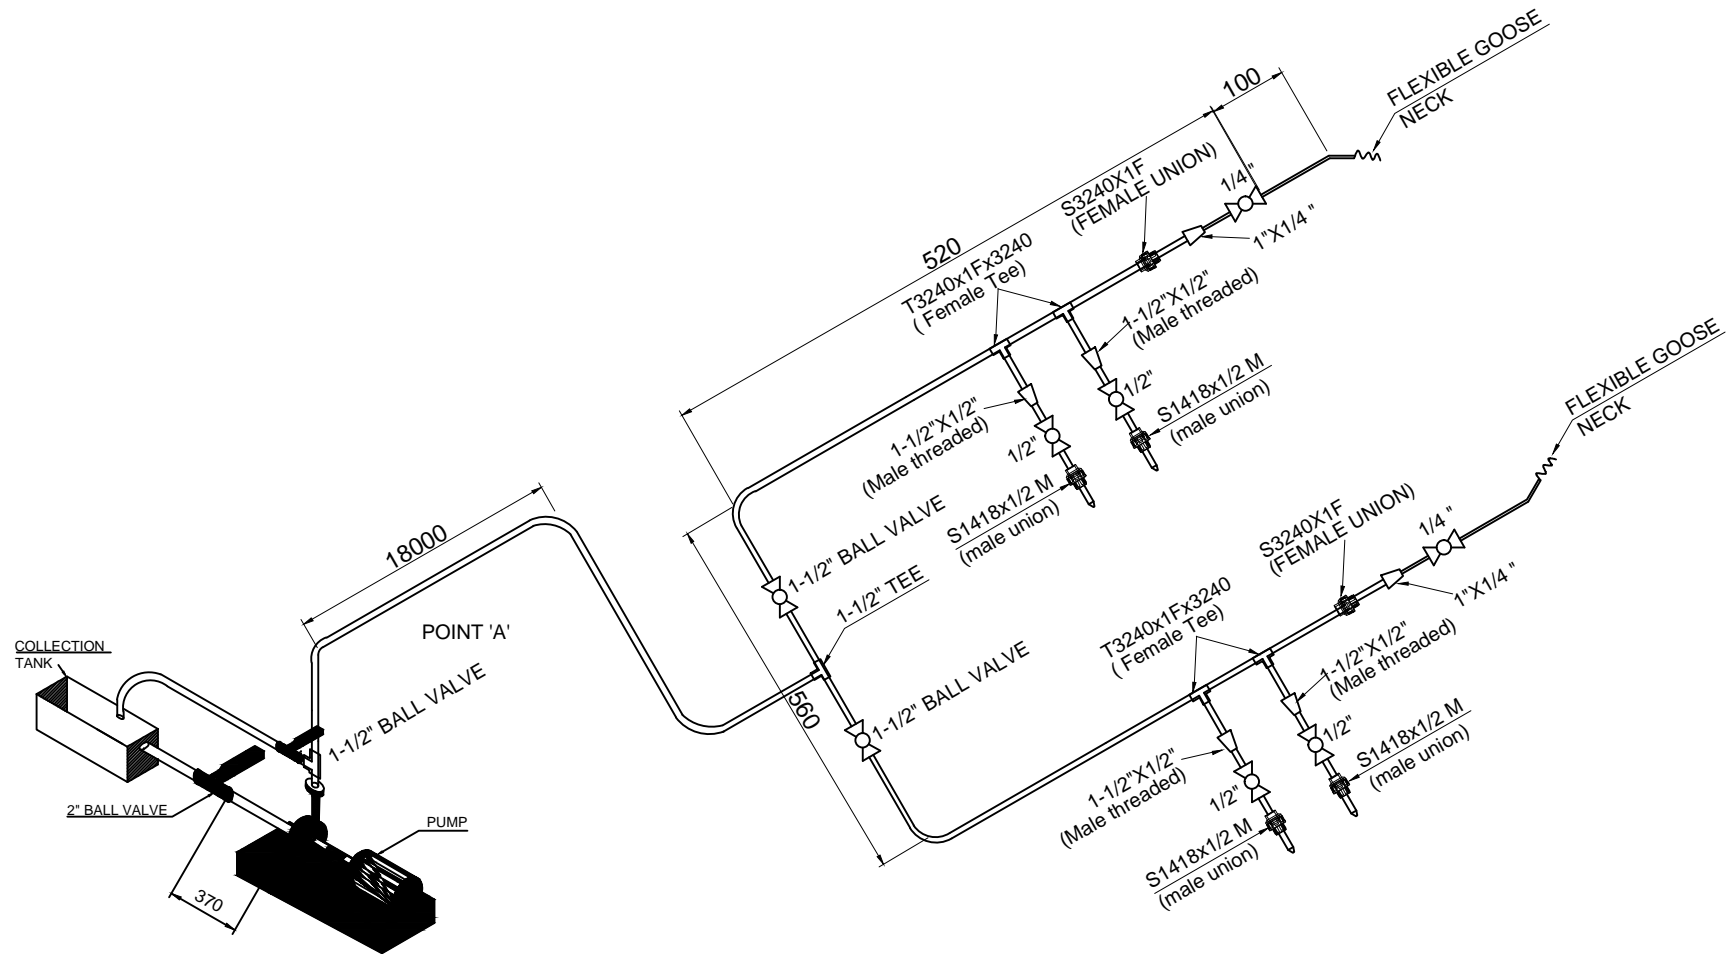 FLEXIBLE GOOSE
NECK
100
520
S3240X1F
(FEMALE UNION)
1/4 "
1"X1/4 "
T3240x1Fx3240
( Female Tee)
1-1/2"X1/2"
(Male threaded)
1/2"
S1418x1/2 M
(male union)
1-1/2"X1/2"
(Male threaded)
1/2"
S1418x1/2 M
(male union)
FLEXIBLE GOOSE
NECK
S3240X1F
(FEMALE UNION)
1/4 "
1"X1/4 "
T3240x1Fx3240
( Female Tee)
1-1/2"X1/2"
(Male threaded)
1/2"
S1418x1/2 M
(male union)
1-1/2"X1/2"
(Male threaded)
1/2"
S1418x1/2 M
(male union)
1-1/2" BALL VALVE
1-1/2" TEE
1-1/2" BALL VALVE
560
18000
POINT 'A'
1-1/2" BALL VALVE
COLLECTION
TANK
2" BALL VALVE
PUMP
370